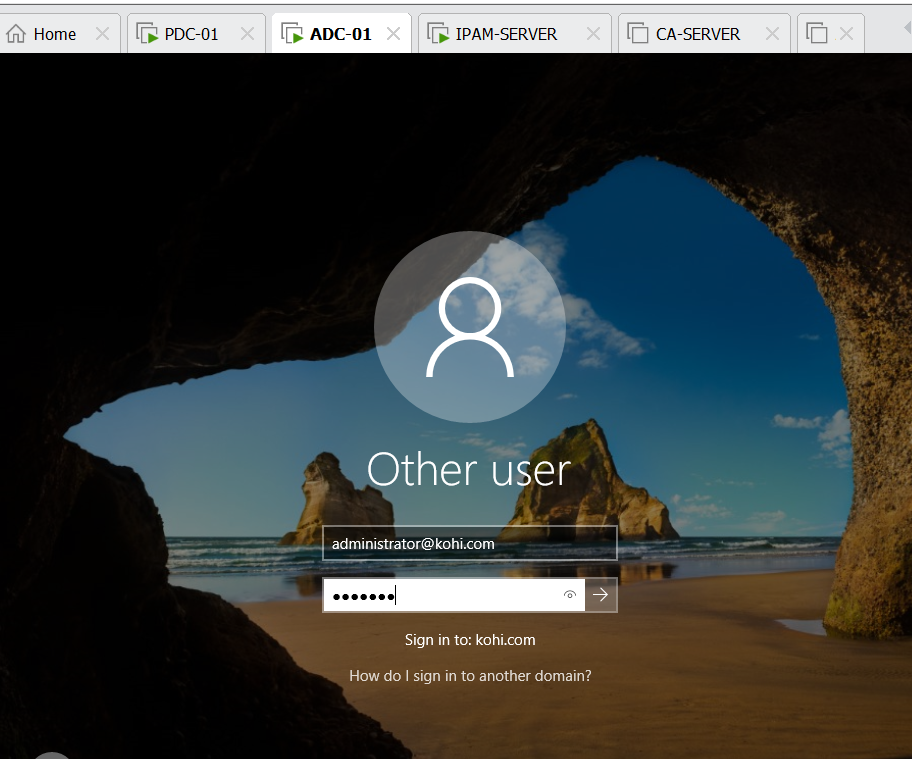 Home PDC-01 ADC-01 IPAM-SERVER CA-SERVER
Other user
administrator@kohi.com
•••••••
Sign in to: kohi.com
How do I sign in to another domain?